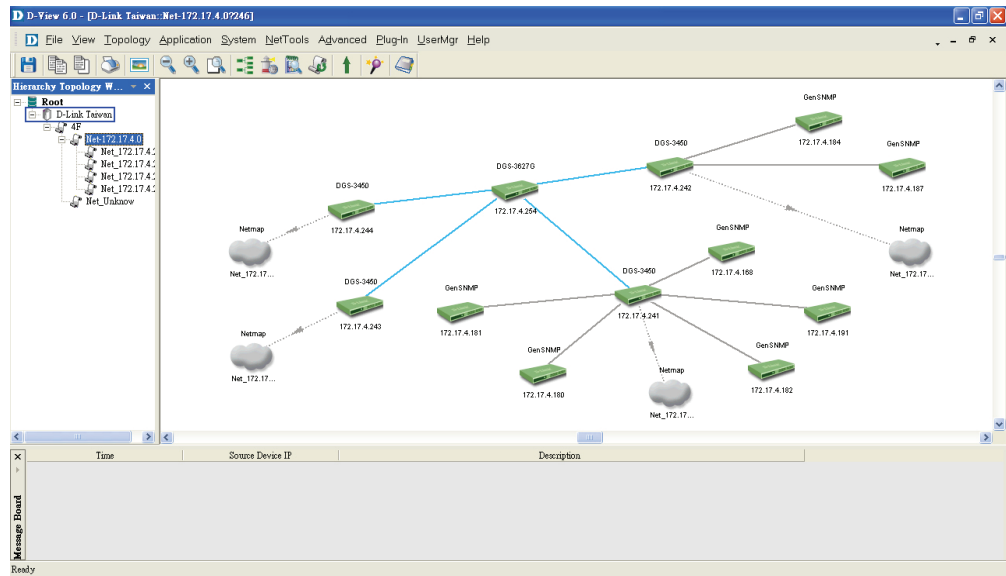 D-View 6.0 - [D-Link Taiwan::Net-172.17.4.0?246]
File View Topology Application System NetTools Advanced Plug-In UserMgr Help
Hierarchy Topology W...
Root
D-Link Taiwan
4F
Net-172.17.4.0
Net_172.17.4.2
Net_172.17.4.2
Net_172.17.4.2
Net_172.17.4.2
Net_Unknow
GenSNMP
172.17.4.184
DGS-3450
172.17.4.242
GenSNMP
172.17.4.187
DGS-3627G
172.17.4.254
DGS-3450
172.17.4.244
Netmap
Net_172.17...
Netmap
Net_172.17...
GenSNMP
172.17.4.168
DGS-3450
172.17.4.241
DGS-3450
172.17.4.243
GenSNMP
172.17.4.181
GenSNMP
172.17.4.191
Netmap
Net_172.17...
GenSNMP
172.17.4.180
GenSNMP
172.17.4.182
Netmap
Net_172.17...
Time Source Device IP Description
Message Board
Ready